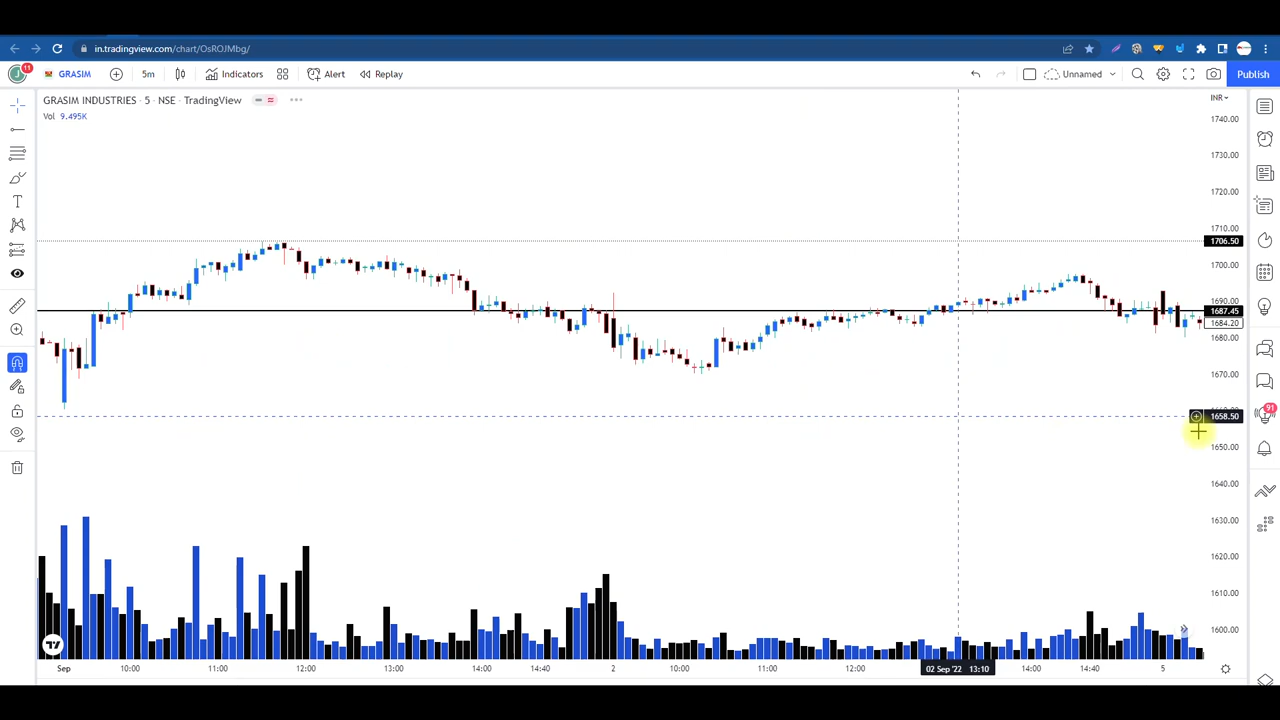 in.tradingview.com/chart/OsROJMbg/
11
GRASIM
5m
Indicators
Alert
Replay
Unnamed
Publish
GRASIM INDUSTRIES · 5 · NSE · TradingView
INR
Vol 9.495K
1740.00
1730.00
1720.00
1710.00
1706.50
1700.00
1690.00
1687.45
1684.20
1680.00
1670.00
1658.50
91
1650.00
1640.00
1630.00
1620.00
1610.00
1600.00
Sep 10:00 11:00 12:00 13:00 14:00 14:40 2 10:00 11:00 12:00 02 Sep '22 13:10 14:00 14:40 5